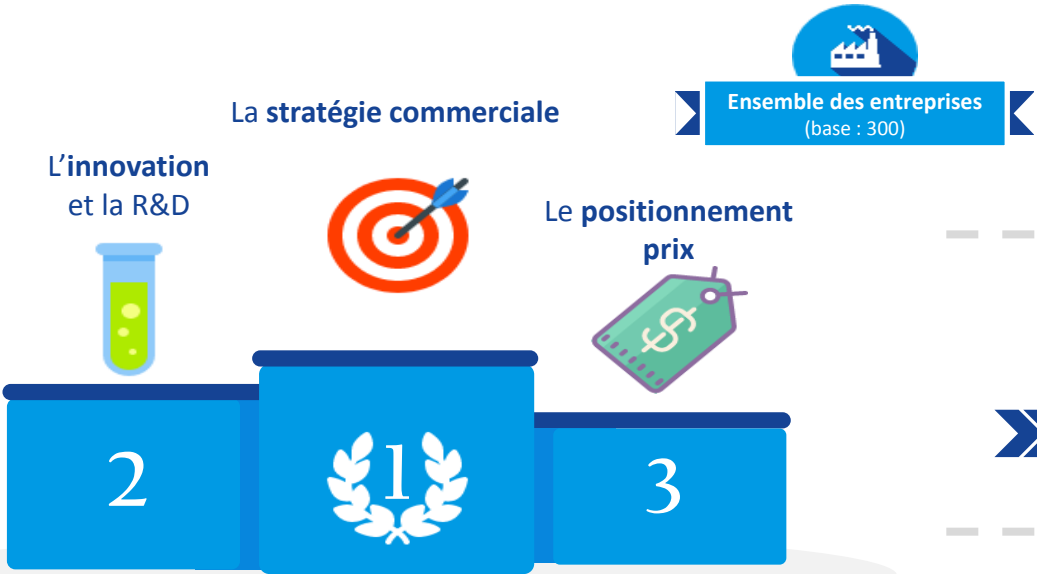 Ensemble des entreprises
(base : 300)
La stratégie commerciale
L'innovation
et la R&D
Le positionnement
prix
$
2
1
3